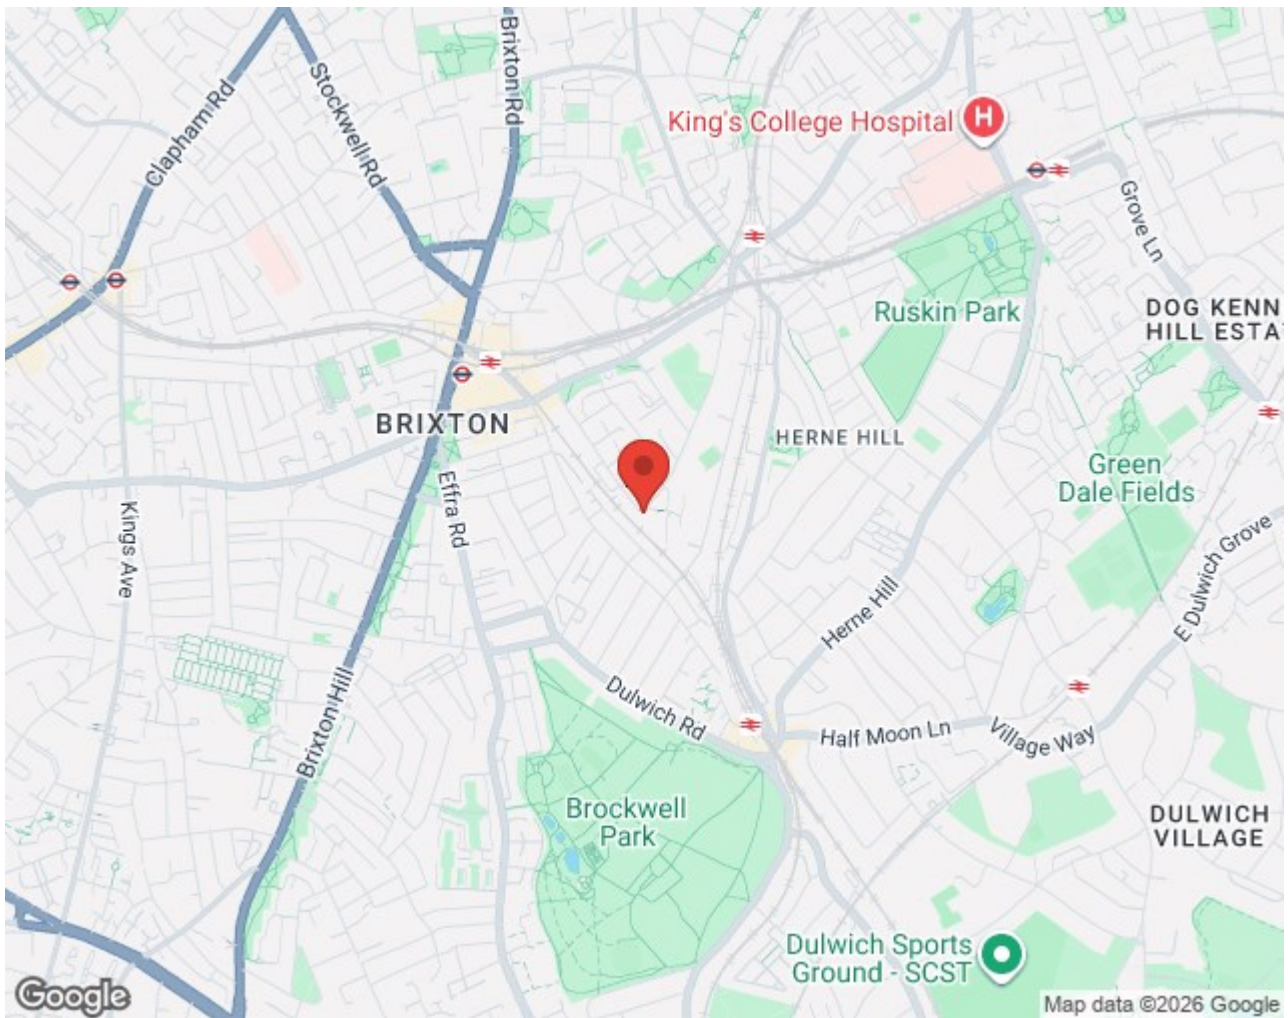 Brixton Rd
Clapham Rd
Stockwell Rd
King's College Hospital
H
Grove Ln
Ruskin Park
DOG KENN
HILL ESTA
BRIXTON
HERNE HILL
Green
Dale Fields
Effra Rd
Kings Ave
E Dulwich Grove
Herne Hill
Brixton Hill
Dulwich Rd
Half Moon Ln
Village Way
Brockwell
Park
DULWICH
VILLAGE
Dulwich Sports
Ground - SCST
Google
Map data ©2026 Google